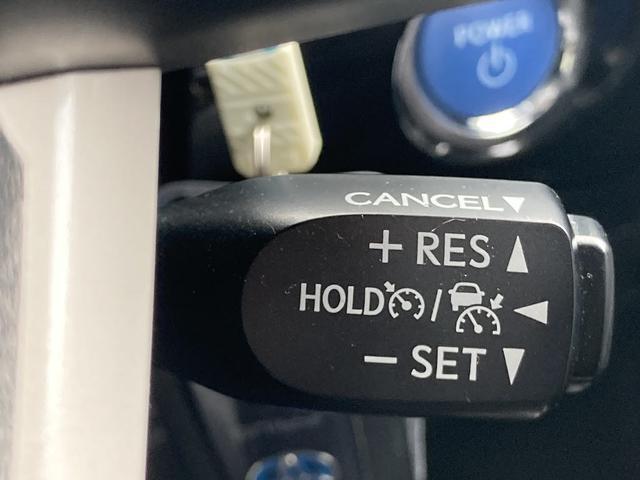 POWER
CANCEL▼
+ RES ▲
HOLD / ◀
− SET ▼